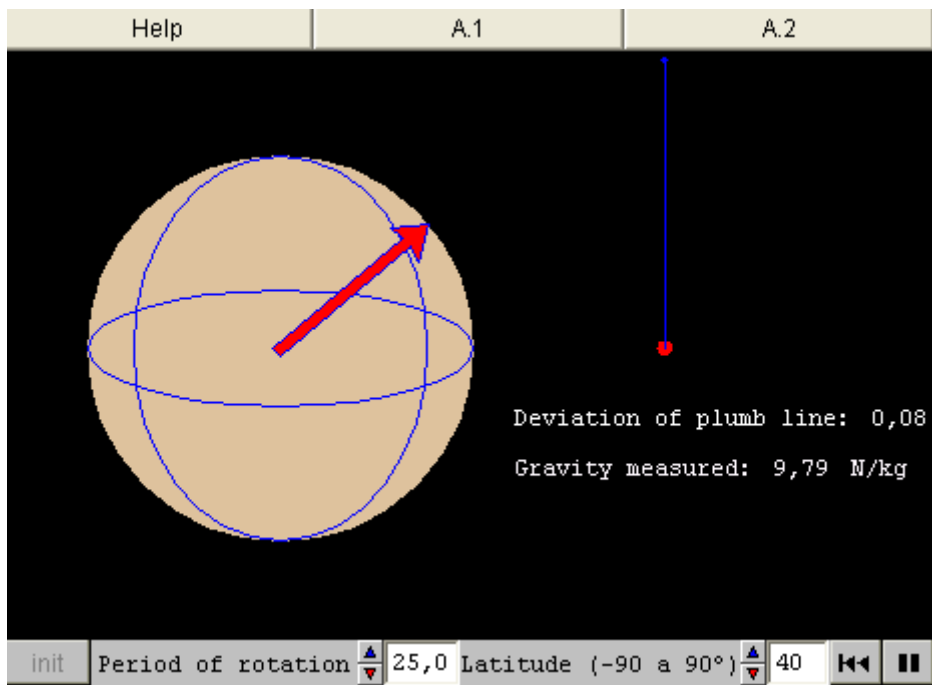 Help A.1 A.2
Deviation of plumb line: 0,08
Gravity measured: 9,79 N/kg
init Period of rotation 25,0 Latitude (-90 a 90º) 40